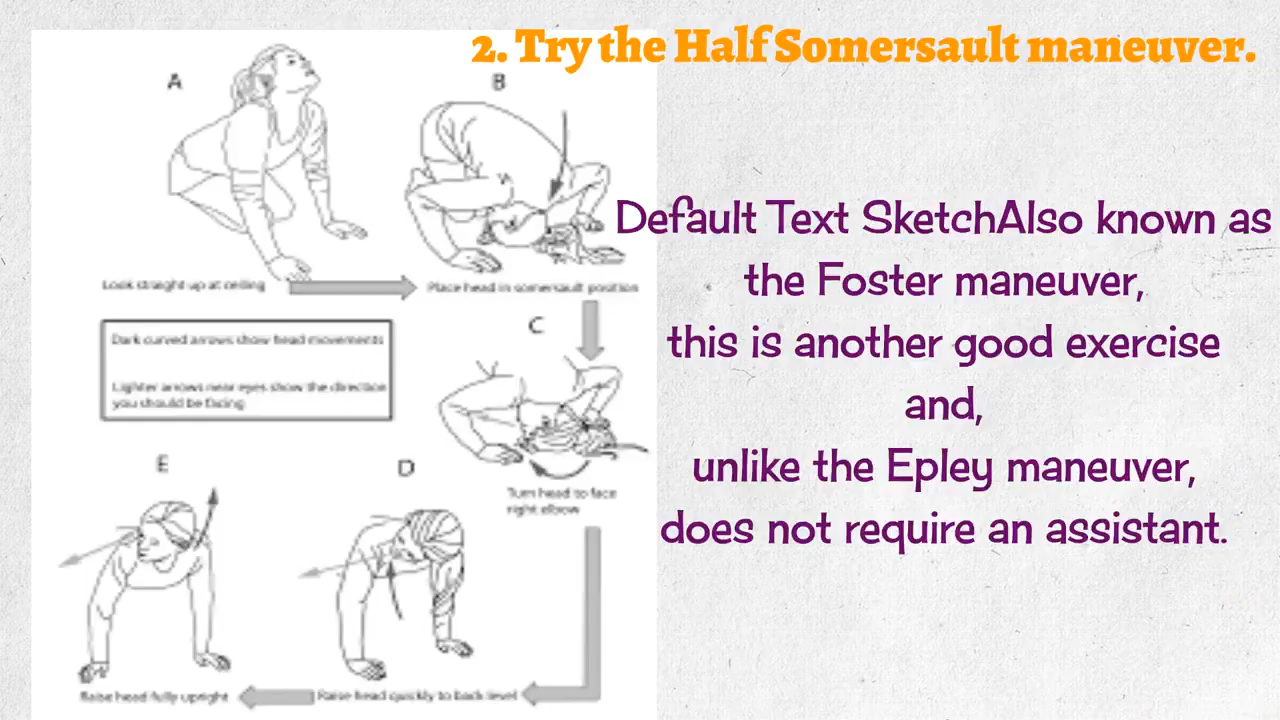 2. Try the Half Somersault maneuver.
A
B
Look straight up at ceiling
Place head in somersault position
Default Text SketchAlso known as
the Foster maneuver,
this is another good exercise
and,
unlike the Epley maneuver,
does not require an assistant.
Dark curved arrows show head movements
Lighter arrows near eyes show the direction
you should be facing
C
Turn head to face
right elbow
E
D
Raise head fully upright
Raise head quickly to back level